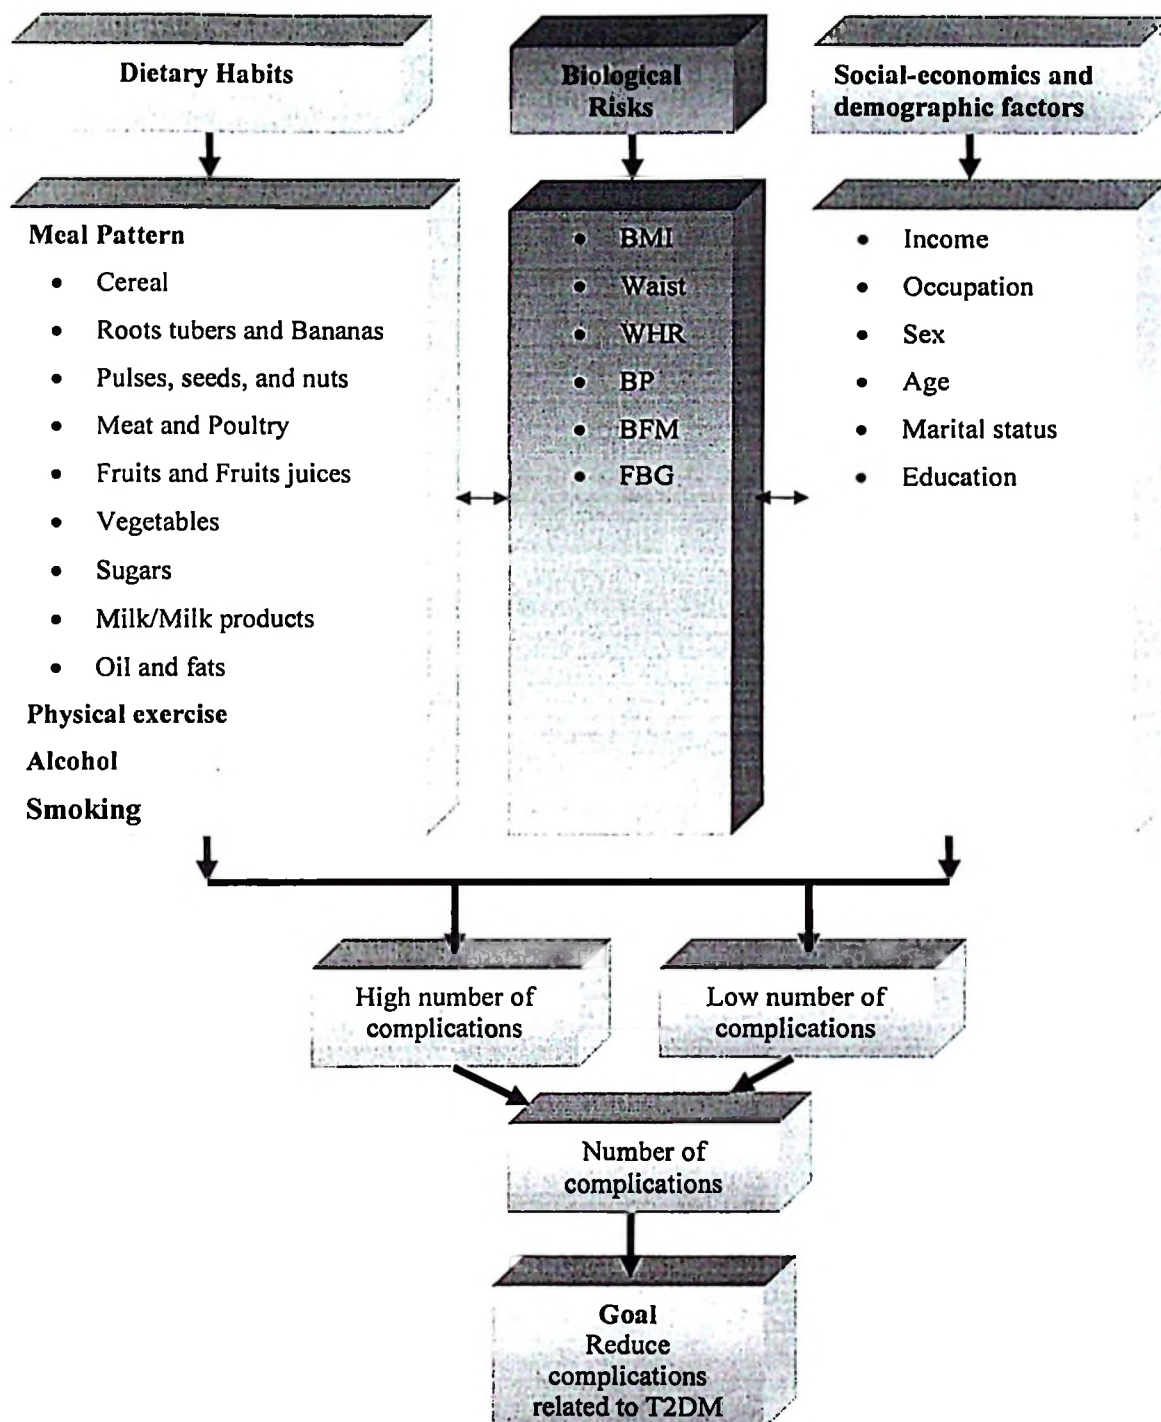 Dietary Habits
Biological
Risks
Social-economics and
demographic factors
Meal Pattern
• Cereal
• Roots tubers and Bananas
• Pulses, seeds, and nuts
• Meat and Poultry
• Fruits and Fruits juices
• Vegetables
• Sugars
• Milk/Milk products
• Oil and fats
Physical exercise
Alcohol
Smoking
• BMI
• Waist
• WHR
• BP
• BFM
• FBG
• Income
• Occupation
• Sex
• Age
• Marital status
• Education
High number of
complications
Low number of
complications
Number of
complications
Goal
Reduce
complications
related to T2DM